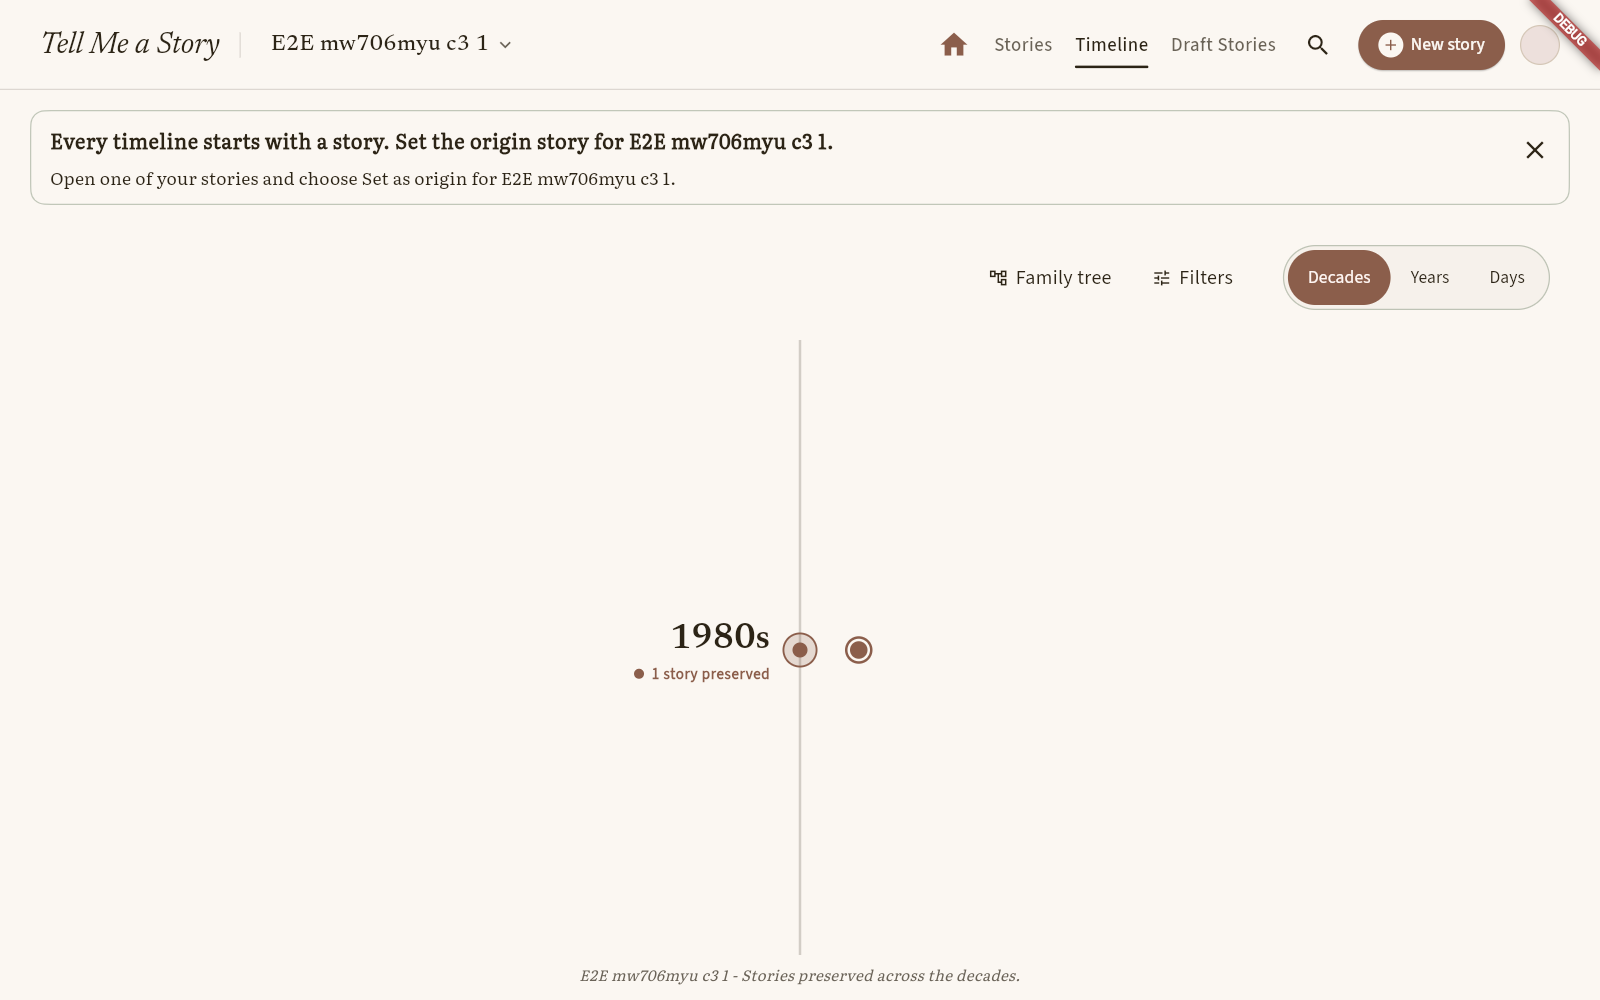 Tell Me a Story
E2E mw706myu c3 1
Stories
Timeline
Draft Stories
New story
DEBUG
Every timeline starts with a story. Set the origin story for E2E mw706myu c3 1.
Open one of your stories and choose Set as origin for E2E mw706myu c3 1.
Family tree
Filters
Decades
Years
Days
1980s
1 story preserved
E2E mw706myu c3 1 - Stories preserved across the decades.